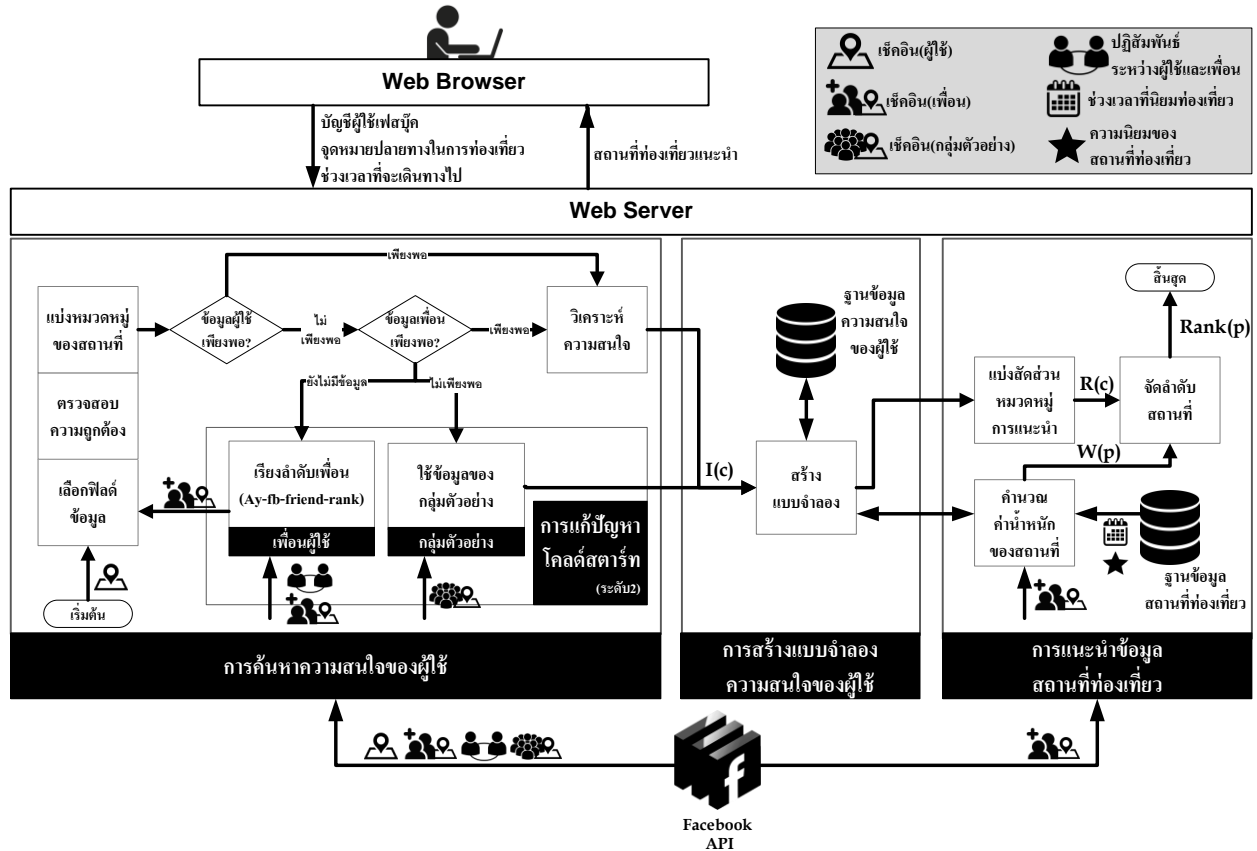 Web Browser
บัญชีผู้ใช้เฟสบุ๊ค
จุดหมายปลายทางในการท่องเที่ยว
ช่วงเวลาที่จะเดินทางไป
สถานที่ท่องเที่ยวแนะนำ
เช็คอิน(ผู้ใช้)
เช็คอิน(เพื่อน)
เช็คอิน(กลุ่มตัวอย่าง)
ปฏิสัมพันธ์
ระหว่างผู้ใช้และเพื่อน
ช่วงเวลาที่นิยมท่องเที่ยว
ความนิยมของ
สถานที่ท่องเที่ยว
Web Server
เพียงพอ
แบ่งหมวดหมู่
ของสถานที่
ข้อมูลผู้ใช้
เพียงพอ?
ไม่
เพียงพอ
ข้อมูลเพื่อน
เพียงพอ?
เพียงพอ
วิเคราะห์
ความสนใจ
ยังไม่มีข้อมูล
ไม่เพียงพอ
ตรวจสอบ
ความถูกต้อง
เลือกฟิลด์
ข้อมูล
เริ่มต้น
เรียงลำดับเพื่อน
(Ay-fb-friend-rank)
เพื่อนผู้ใช้
ใช้ข้อมูลของ
กลุ่มตัวอย่าง
กลุ่มตัวอย่าง
การแก้ปัญหา
โคลด์สตาร์ท
(ระดับ2)
การค้นหาความสนใจของผู้ใช้
ฐานข้อมูล
ความสนใจ
ของผู้ใช้
I(c)
สร้าง
แบบจำลอง
การสร้างแบบจำลอง
ความสนใจของผู้ใช้
สิ้นสุด
Rank(p)
แบ่งสัดส่วน
หมวดหมู่
การแนะนำ
R(c)
จัดลำดับ
สถานที่
W(p)
คำนวณ
ค่าน้ำหนัก
ของสถานที่
ฐานข้อมูล
สถานที่ท่องเที่ยว
การแนะนำข้อมูล
สถานที่ท่องเที่ยว
f
Facebook
API